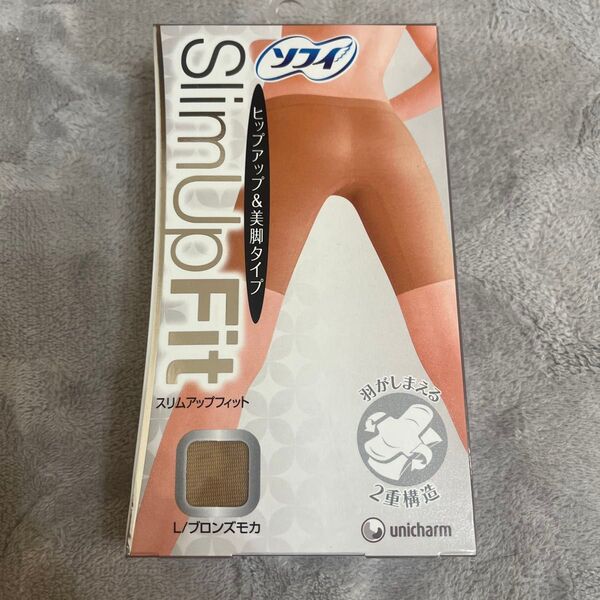 ソフィ
SlimUpFit
ヒップアップ&美脚タイプ
スリムアップフィット
羽がしまえる
2重構造
L/ブロンズモカ
unicharm